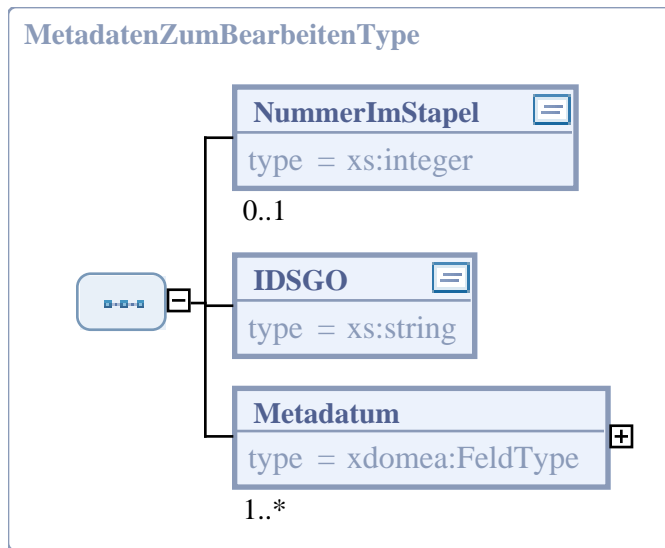 MetadatenZumBearbeitenType
NummerImStapel
type = xs:integer
0..1
IDSGO
type = xs:string
Metadatum
type = xdomea:FeldType
1..*